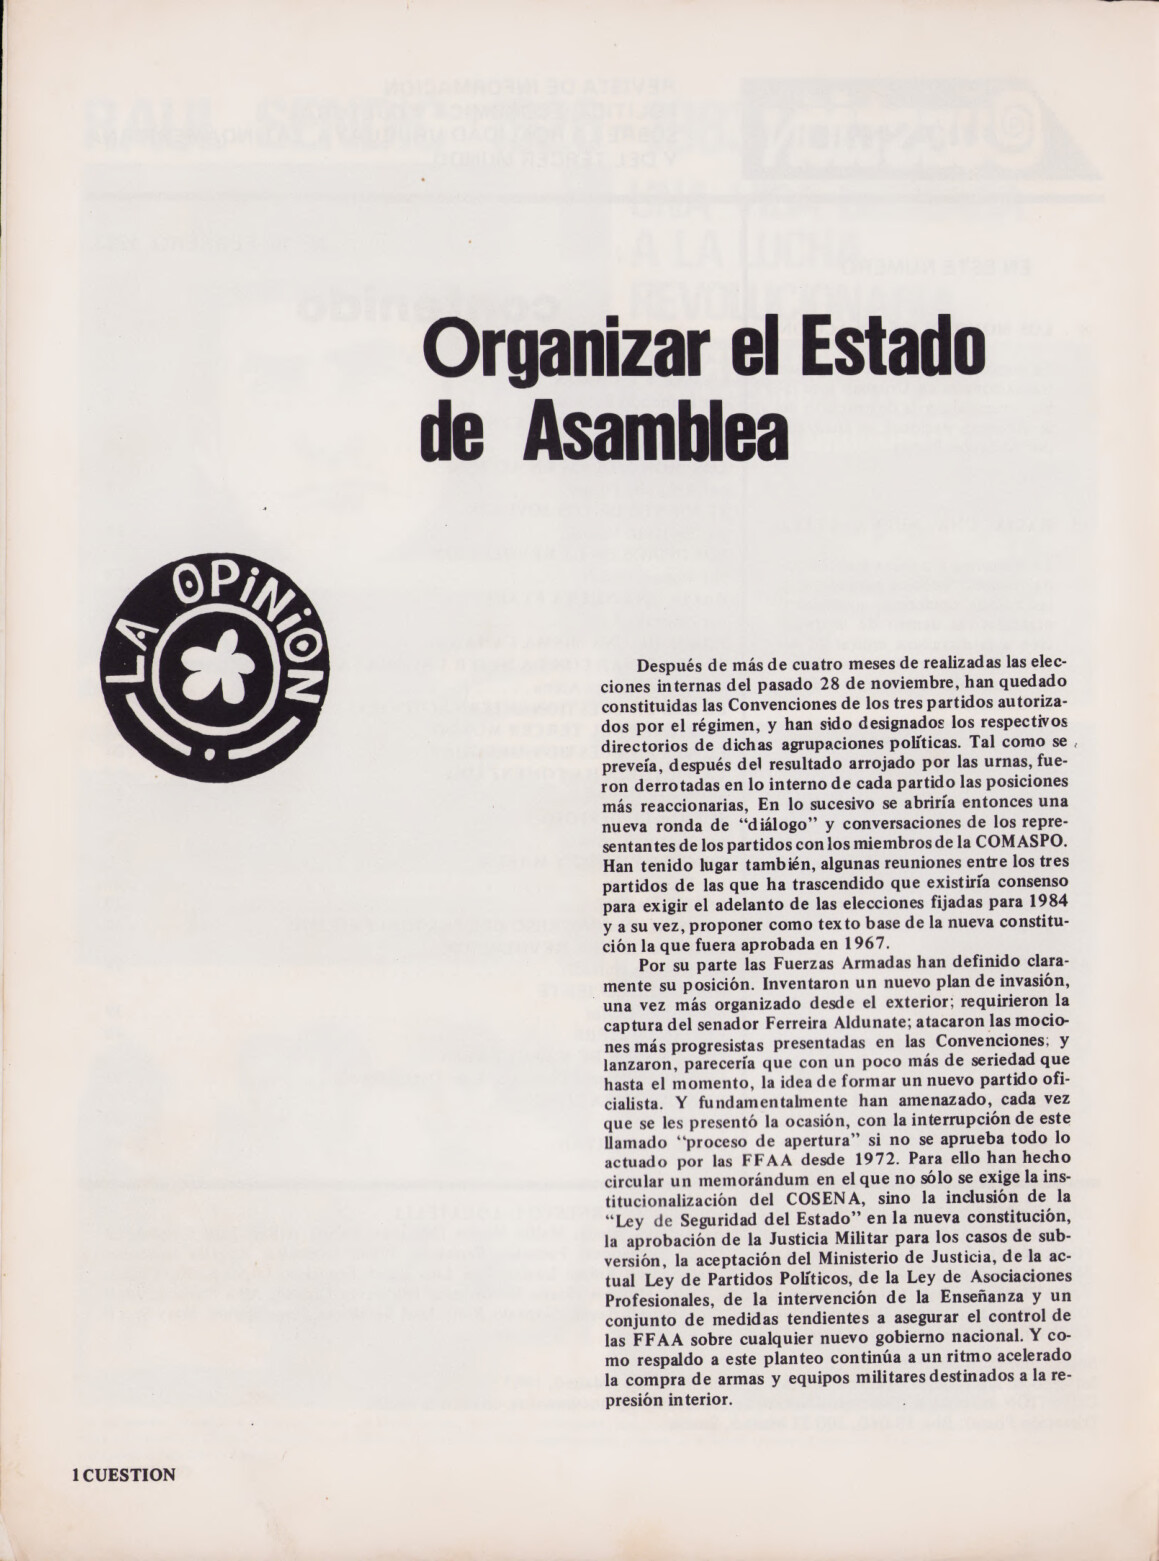 Organizar el Estado
de Asamblea
LA OPINION
Después de más de cuatro meses de realizadas las elec-
ciones internas del pasado 28 de noviembre, han quedado
constituidas las Convenciones de los tres partidos autoriza-
dos por el régimen, y han sido designados los respectivos
directorios de dichas agrupaciones políticas. Tal como se
preveía, después del resultado arrojado por las urnas, fue-
ron derrotadas en lo interno de cada partido las posiciones
más reaccionarias, En lo sucesivo se abriría entonces una
nueva ronda de "diálogo" y conversaciones de los repre-
sentantes de los partidos con los miembros de la COMASPO.
Han tenido lugar también, algunas reuniones entre los tres
partidos de las que ha trascendido que existiría consenso
para exigir el adelanto de las elecciones fijadas para 1984
y a su vez, proponer como texto base de la nueva constitu-
ción la que fuera aprobada en 1967.
Por su parte las Fuerzas Armadas han definido clara-
mente su posición. Inventaron un nuevo plan de invasión,
una vez más organizado desde el exterior; requirieron la
captura del senador Ferreira Aldunate; atacaron las mocio-
nes más progresistas presentadas en las Convenciones; y
lanzaron, parecería que con un poco más de seriedad que
hasta el momento, la idea de formar un nuevo partido ofi-
cialista. Y fundamentalmente han amenazado, cada vez
que se les presentó la ocasión, con la interrupción de este
llamado "proceso de apertura" si no se aprueba todo lo
actuado por las FFAA desde 1972. Para ello han hecho
circular un memorándum en el que no sólo se exige la ins-
titucionalización del COSENA, sino la inclusión de la
"Ley de Seguridad del Estado" en la nueva constitución,
la aprobación de la Justicia Militar para los casos de sub-
versión, la aceptación del Ministerio de Justicia, de la ac-
tual Ley de Partidos Políticos, de la Ley de Asociaciones
Profesionales, de la intervención de la Enseñanza y un
conjunto de medidas tendientes a asegurar el control de
las FFAA sobre cualquier nuevo gobierno nacional. Y co-
mo respaldo a este planteo continúa a un ritmo acelerado
la compra de armas y equipos militares destinados a la re-
presión interior.
1 CUESTION